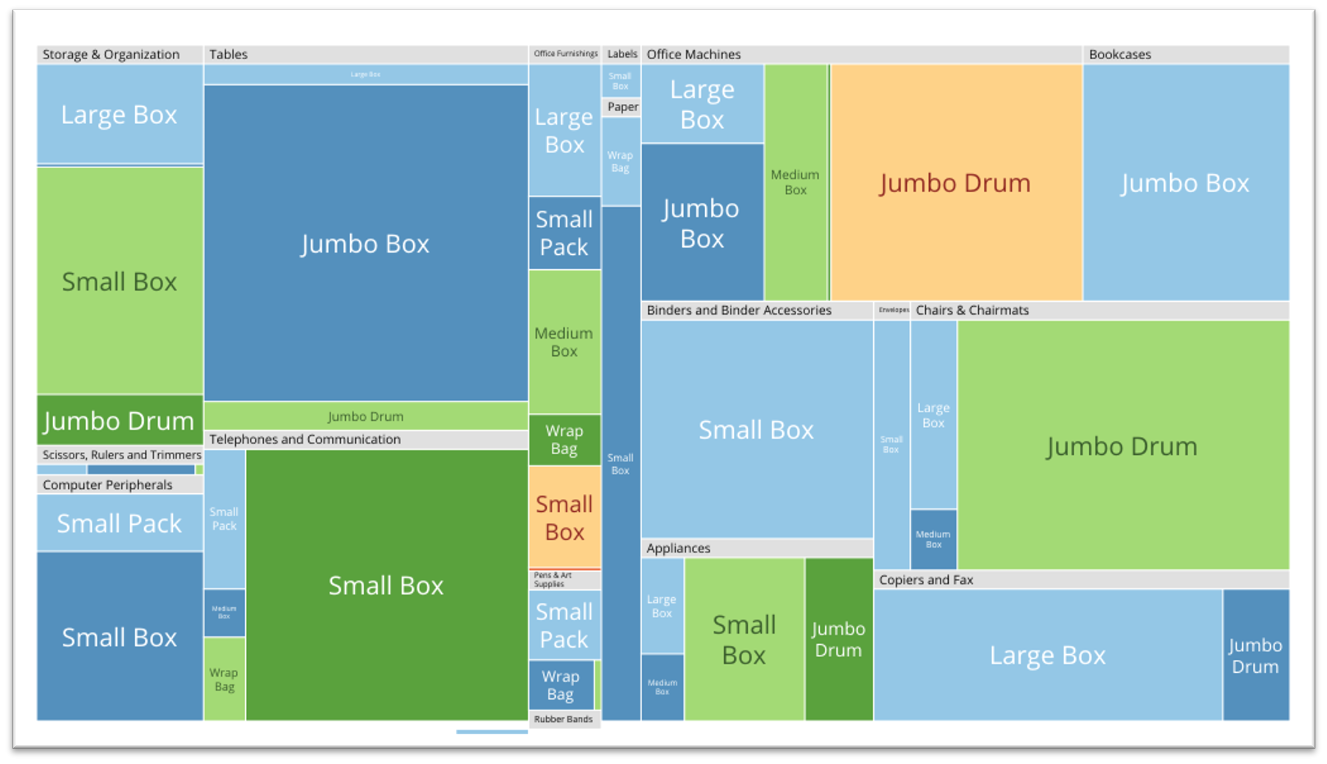 Storage & Organization
Large Box
Small Box
Jumbo Drum
Scissors, Rulers and Trimmers
Computer Peripherals
Small Pack
Small Box
Tables
Large Box
Jumbo Box
Jumbo Drum
Telephones and Communication
Small
Pack
Medium
Box
Wrap
Bag
Small Box
Office Furnishings
Large
Box
Small
Pack
Medium
Box
Wrap
Bag
Small
Box
Pens & Art
Supplies
Small
Pack
Wrap
Bag
Rubber Bands
Labels
Small
Box
Paper
Wrap
Bag
Small
Box
Office Machines
Large
Box
Jumbo
Box
Medium
Box
Jumbo Drum
Bookcases
Jumbo Box
Binders and Binder Accessories
Small Box
Envelopes
Small
Box
Chairs & Chairmats
Large
Box
Medium
Box
Jumbo Drum
Appliances
Large
Box
Medium
Box
Small
Box
Jumbo
Drum
Copiers and Fax
Large Box
Jumbo
Drum